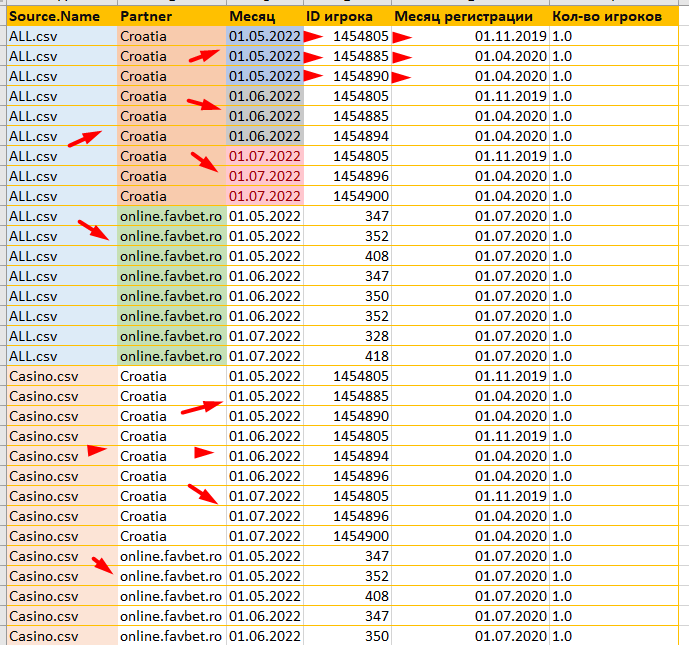 Source.Name Partner Месяц ID игрока Месяц регистрации Кол-во игроков
ALL.csv Croatia 01.05.2022 1454805 01.11.2019 1.0
ALL.csv Croatia 01.05.2022 1454885 01.04.2020 1.0
ALL.csv Croatia 01.05.2022 1454890 01.04.2020 1.0
ALL.csv Croatia 01.06.2022 1454805 01.11.2019 1.0
ALL.csv Croatia 01.06.2022 1454885 01.04.2020 1.0
ALL.csv Croatia 01.06.2022 1454894 01.04.2020 1.0
ALL.csv Croatia 01.07.2022 1454805 01.11.2019 1.0
ALL.csv Croatia 01.07.2022 1454896 01.04.2020 1.0
ALL.csv Croatia 01.07.2022 1454900 01.04.2020 1.0
ALL.csv online.favbet.ro 01.05.2022 347 01.07.2020 1.0
ALL.csv online.favbet.ro 01.05.2022 352 01.07.2020 1.0
ALL.csv online.favbet.ro 01.05.2022 408 01.07.2020 1.0
ALL.csv online.favbet.ro 01.06.2022 347 01.07.2020 1.0
ALL.csv online.favbet.ro 01.06.2022 350 01.07.2020 1.0
ALL.csv online.favbet.ro 01.06.2022 352 01.07.2020 1.0
ALL.csv online.favbet.ro 01.07.2022 328 01.07.2020 1.0
ALL.csv online.favbet.ro 01.07.2022 418 01.07.2020 1.0
Casino.csv Croatia 01.05.2022 1454805 01.11.2019 1.0
Casino.csv Croatia 01.05.2022 1454885 01.04.2020 1.0
Casino.csv Croatia 01.05.2022 1454890 01.04.2020 1.0
Casino.csv Croatia 01.06.2022 1454805 01.11.2019 1.0
Casino.csv Croatia 01.06.2022 1454894 01.04.2020 1.0
Casino.csv Croatia 01.06.2022 1454896 01.04.2020 1.0
Casino.csv Croatia 01.07.2022 1454805 01.11.2019 1.0
Casino.csv Croatia 01.07.2022 1454896 01.04.2020 1.0
Casino.csv Croatia 01.07.2022 1454900 01.04.2020 1.0
Casino.csv online.favbet.ro 01.05.2022 347 01.07.2020 1.0
Casino.csv online.favbet.ro 01.05.2022 352 01.07.2020 1.0
Casino.csv online.favbet.ro 01.05.2022 408 01.07.2020 1.0
Casino.csv online.favbet.ro 01.06.2022 347 01.07.2020 1.0
Casino.csv online.favbet.ro 01.06.2022 350 01.07.2020 1.0